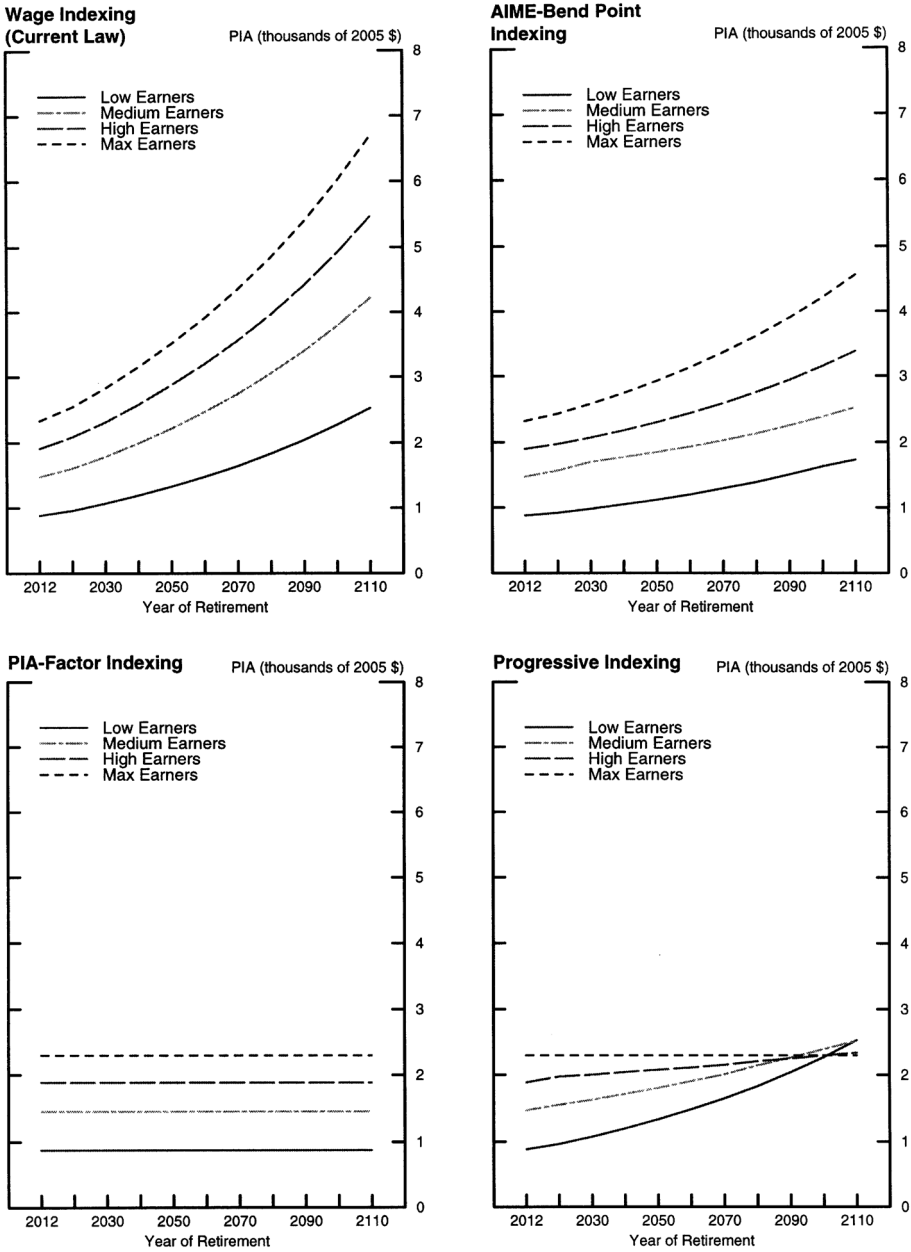 Wage Indexing
(Current Law)
PIA (thousands of 2005 $)
8
7
6
5
4
3
2
1
0
Low Earners
Medium Earners
High Earners
Max Earners
2012 2030 2050 2070 2090 2110
Year of Retirement
AIME-Bend Point
Indexing
PIA (thousands of 2005 $)
8
7
6
5
4
3
2
1
0
Low Earners
Medium Earners
High Earners
Max Earners
2012 2030 2050 2070 2090 2110
Year of Retirement
PIA-Factor Indexing
PIA (thousands of 2005 $)
8
7
6
5
4
3
2
1
0
Low Earners
Medium Earners
High Earners
Max Earners
2012 2030 2050 2070 2090 2110
Year of Retirement
Progressive Indexing
PIA (thousands of 2005 $)
8
7
6
5
4
3
2
1
0
Low Earners
Medium Earners
High Earners
Max Earners
2012 2030 2050 2070 2090 2110
Year of Retirement